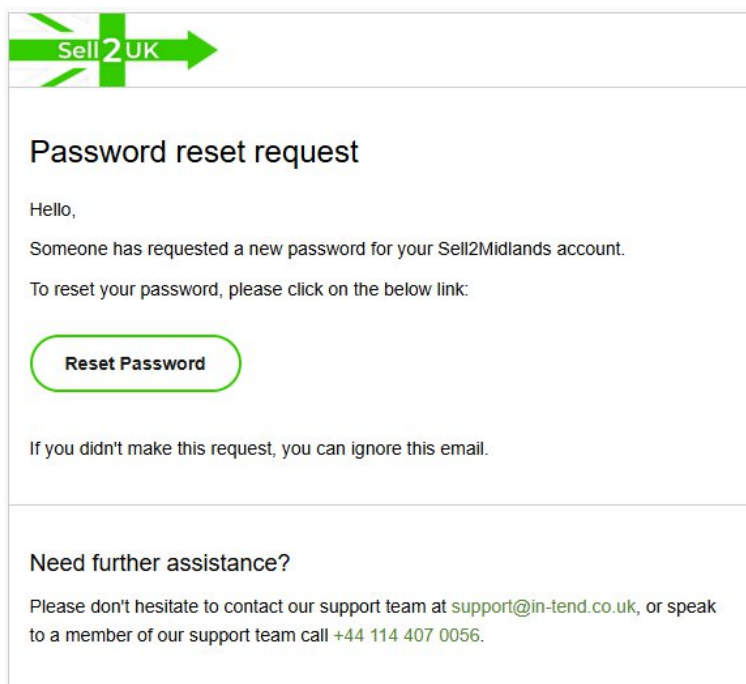 Sell2UK
Password reset request
Hello,
Someone has requested a new password for your Sell2Midlands account.
To reset your password, please click on the below link:
Reset Password
If you didn't make this request, you can ignore this email.
Need further assistance?
Please don't hesitate to contact our support team at support@in-tend.co.uk, or speak
to a member of our support team call +44 114 407 0056.